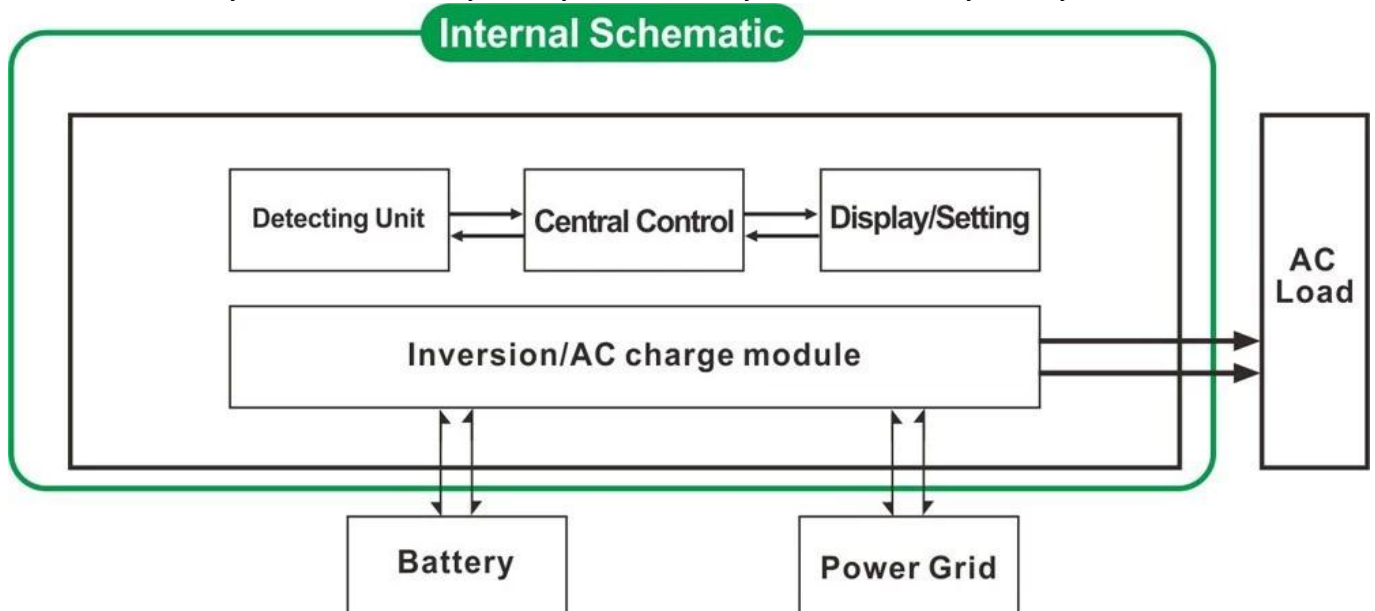 Internal Schematic
Detecting Unit
Central Control
Display/Setting
AC
Load
Inversion/AC charge module
Battery
Power Grid